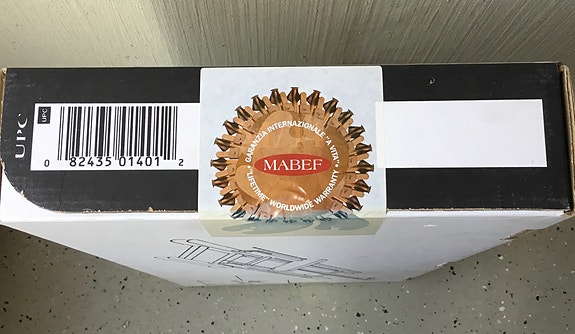 UPC
UPC
0 82435 01401 2
GARANZIA INTERNAZIONALE "A VITA"
MABEF
"LIFETIME" WORLDWIDE WARRANTY